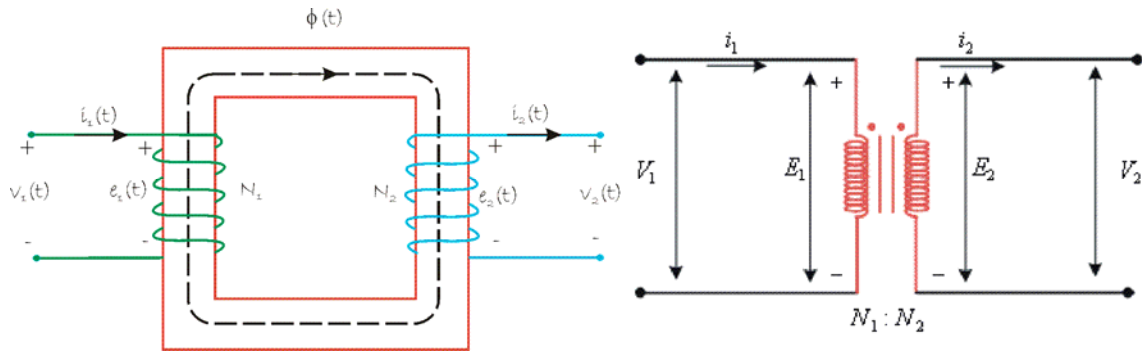 ϕ(t)
i₁(t)
i₂(t)
+ + + +
v₁(t) e₁(t) N₁ N₂ e₂(t) v₂(t)
- - - -
i₁ i₂
+ +
V₁ E₁ E₂ V₂
− −
N₁ : N₂